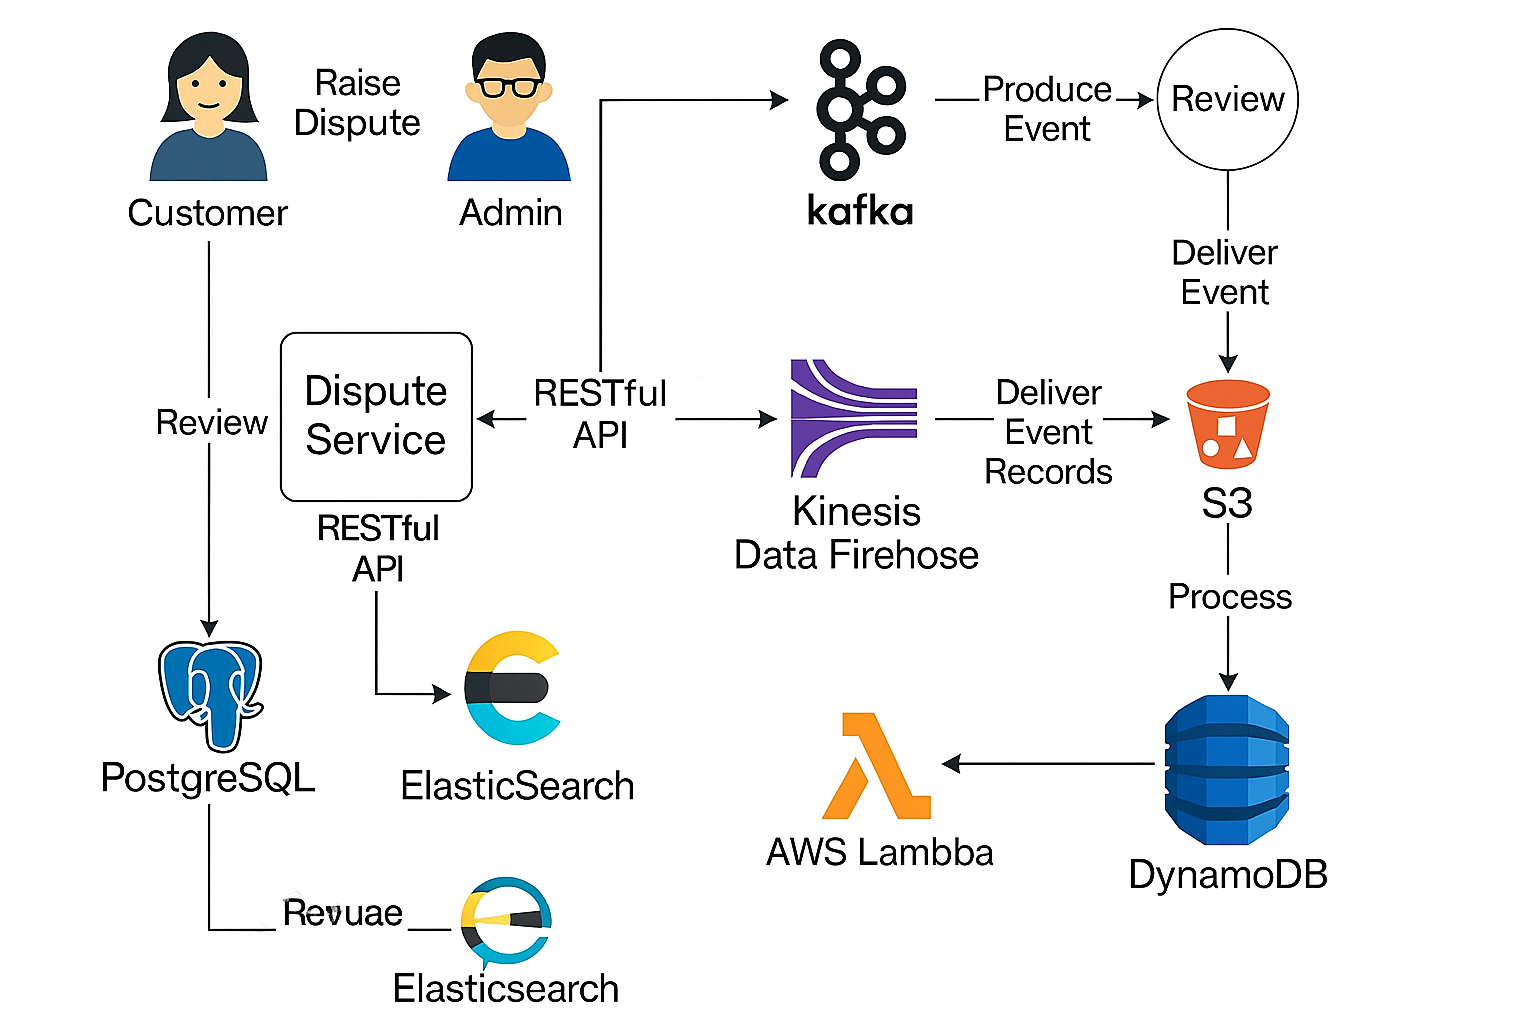 Raise
Dispute
Customer
Admin
kafka
Produce
Event
Review
Deliver
Event
Review
Dispute
Service
RESTful
API
Deliver
Event
Records
Kinesis
Data Firehose
S3
RESTful
API
Process
PostgreSQL
ElasticSearch
AWS Lambba
DynamoDB
Revuae
Elasticsearch